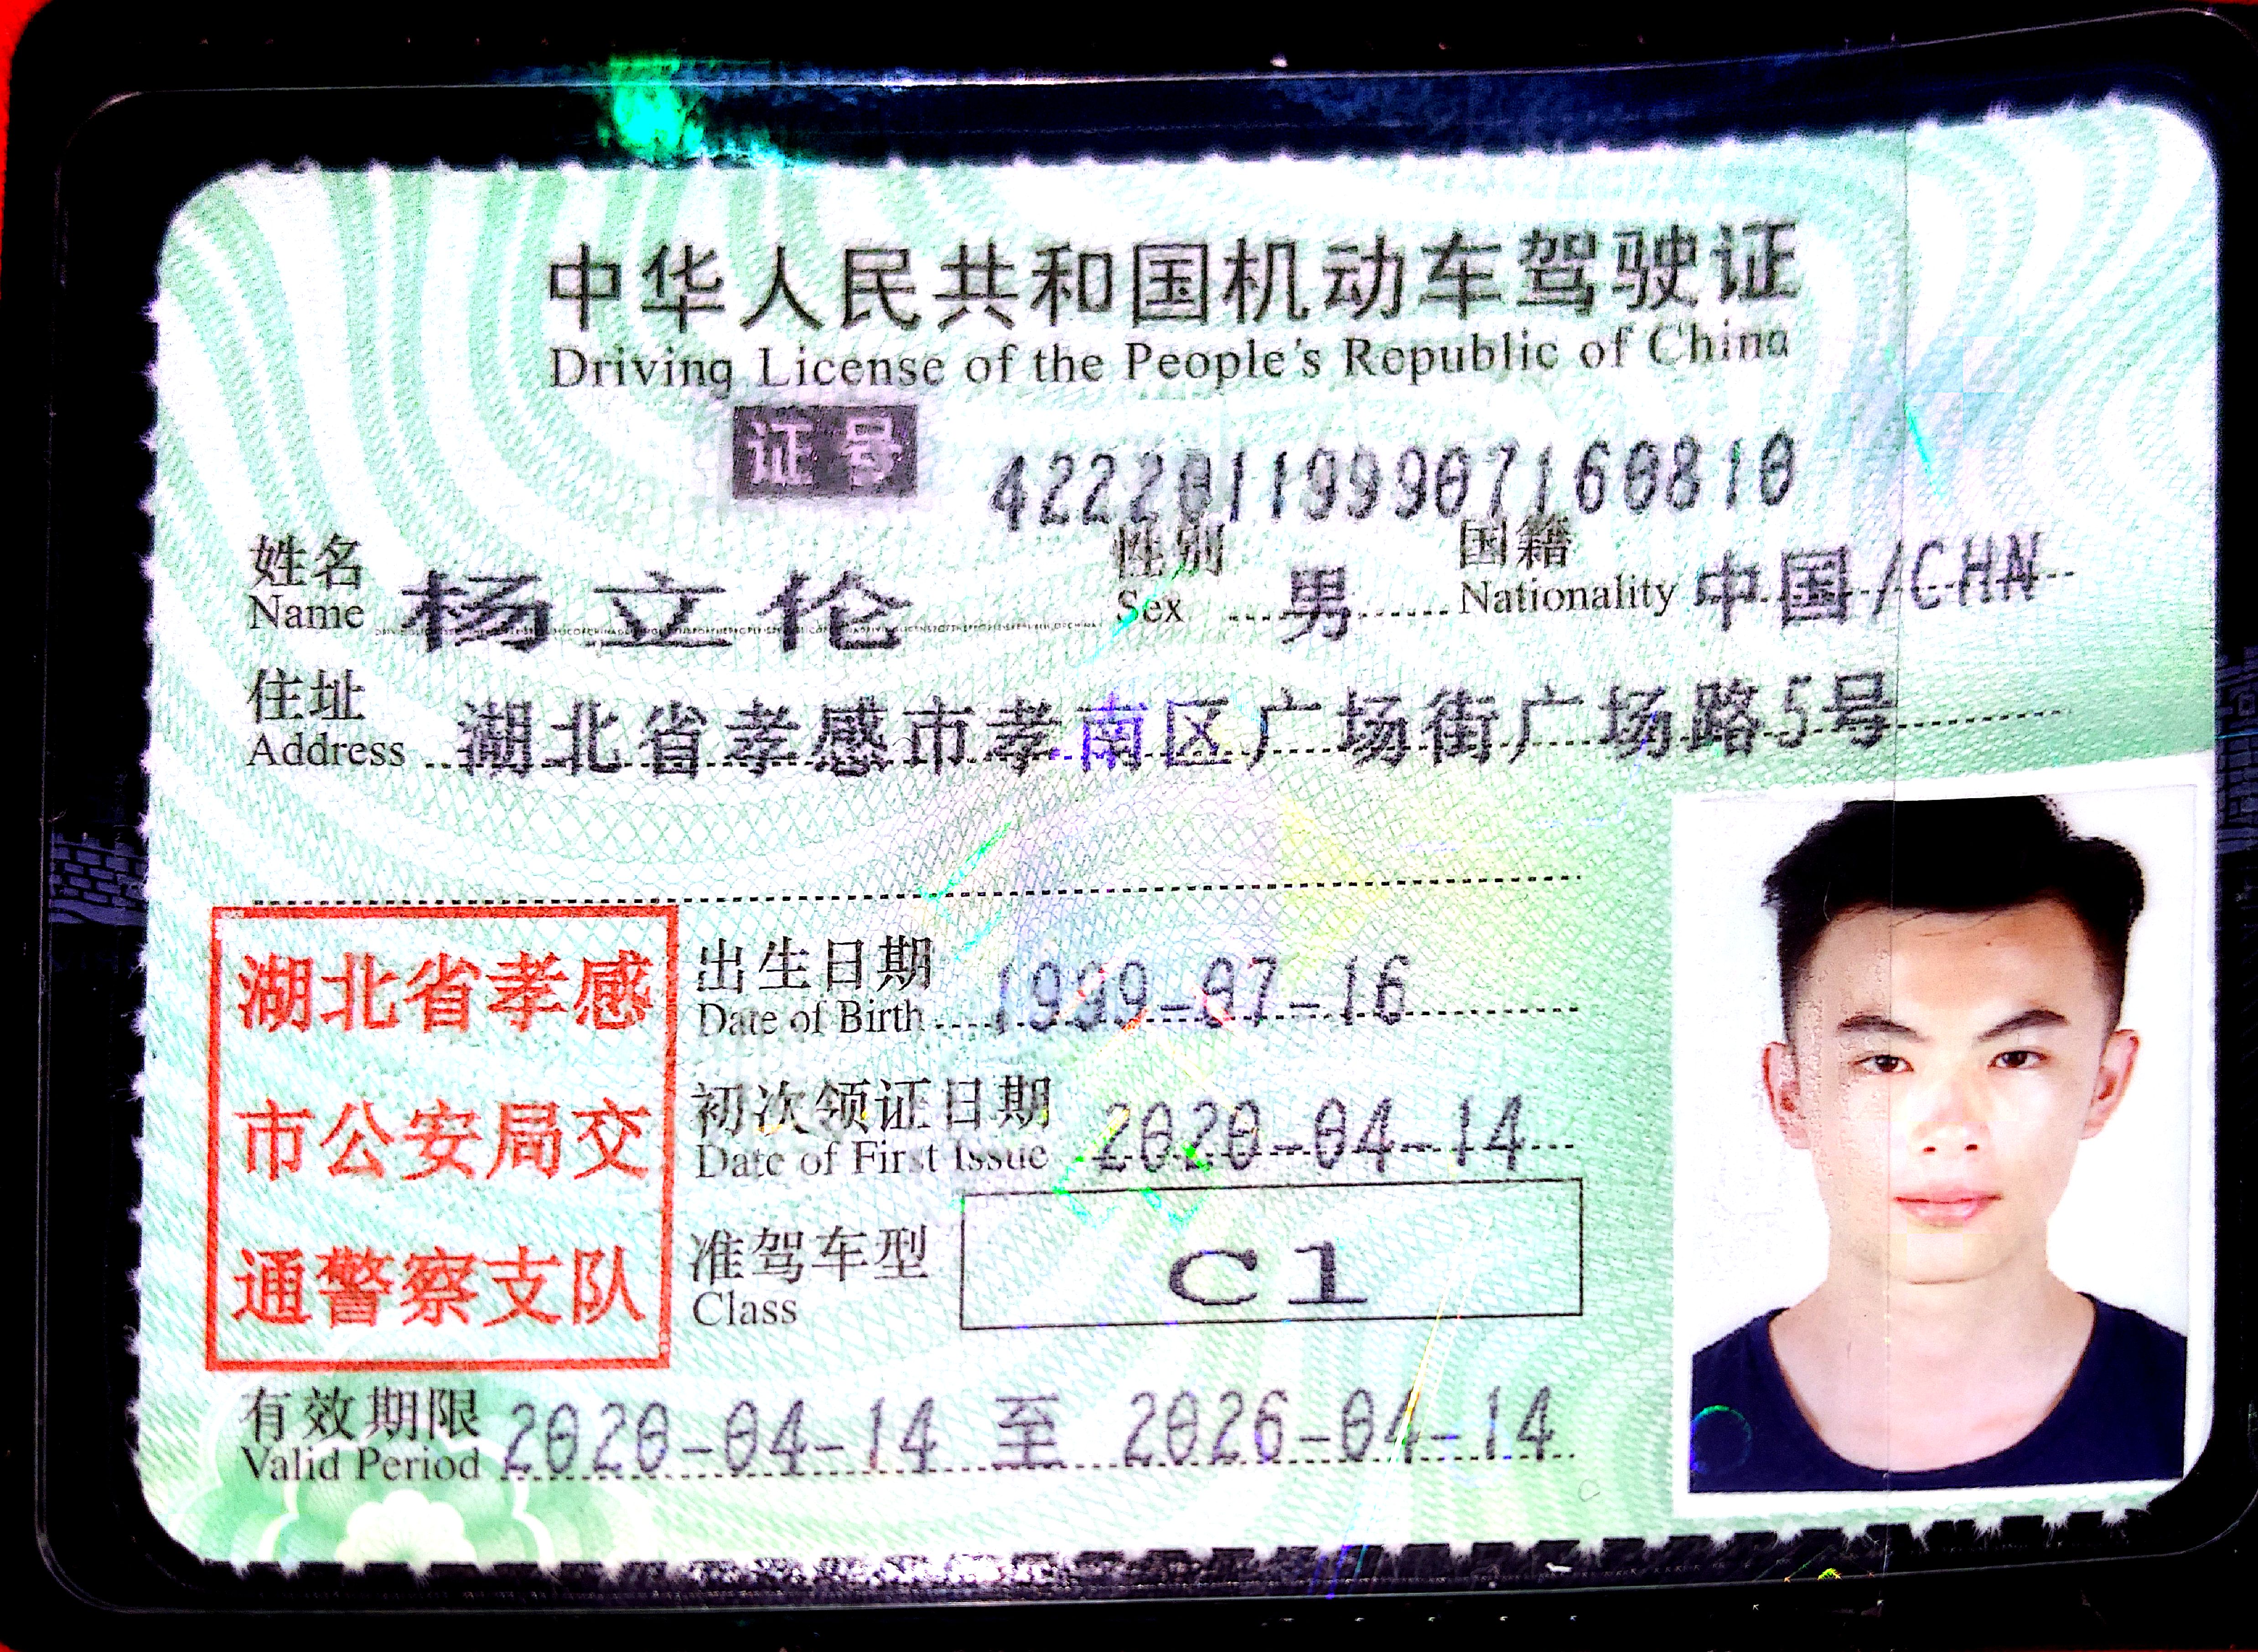 中华人民共和国机动车驾驶证
Driving License of the People's Republic of China
证号 422201199907160810
姓名 杨立伦 性别 男 国籍 中国/CHN
Name Sex Nationality
住址 湖北省孝感市孝南区广场街广场路5号
Address
湖北省孝感
市公安局交
通警察支队
出生日期 1999-07-16
Date of Birth
初次领证日期 2020-04-14
Date of First Issue
准驾车型 C1
Class
有效期限 2020-04-14 至 2026-04-14
Valid Period